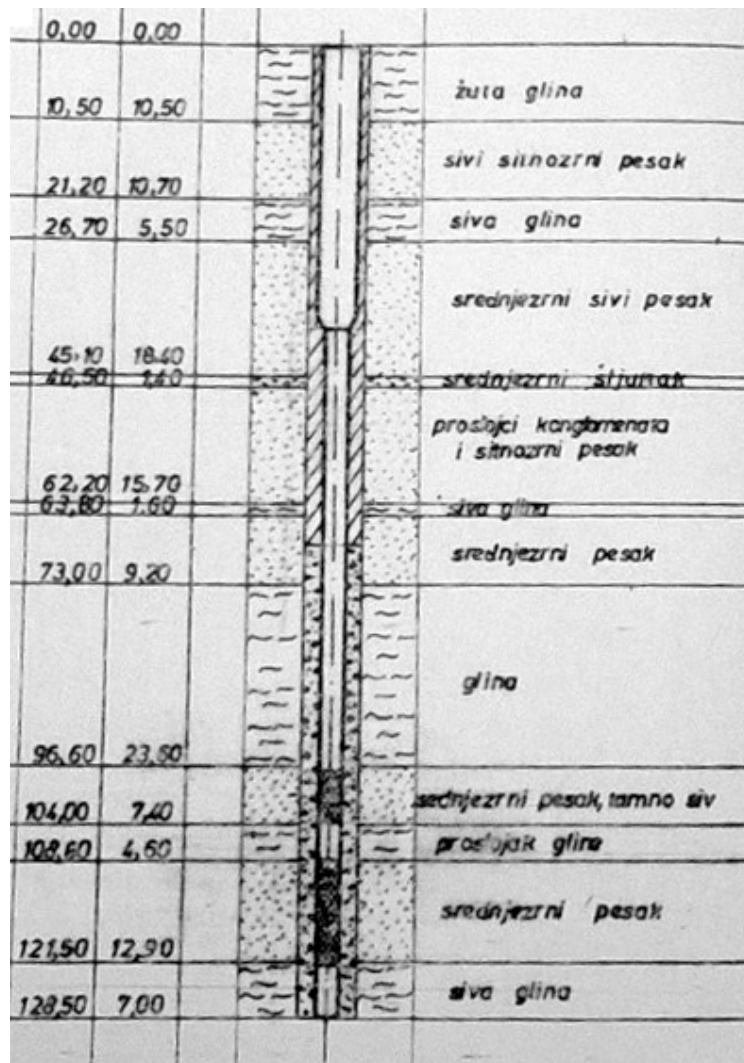 0,00 0,00
žuta glina
10,50 10,50
sivi sitnozrni pesak
21,20 10,70
siva glina
26,70 5,50
srednjezrni sivi pesak
45,10 18,40
srednjezrni šljunak
46,50 1,40
proslojci konglomerata
i sitnozrni pesak
62,20 15,70
siva glina
63,80 1,60
srednjezrni pesak
73,00 9,20
glina
96,60 23,60
sednjezrni pesak, tamno siv
104,00 7,40
proslojak gline
108,60 4,60
srednjezrni pesak
121,50 12,90
siva glina
128,50 7,00